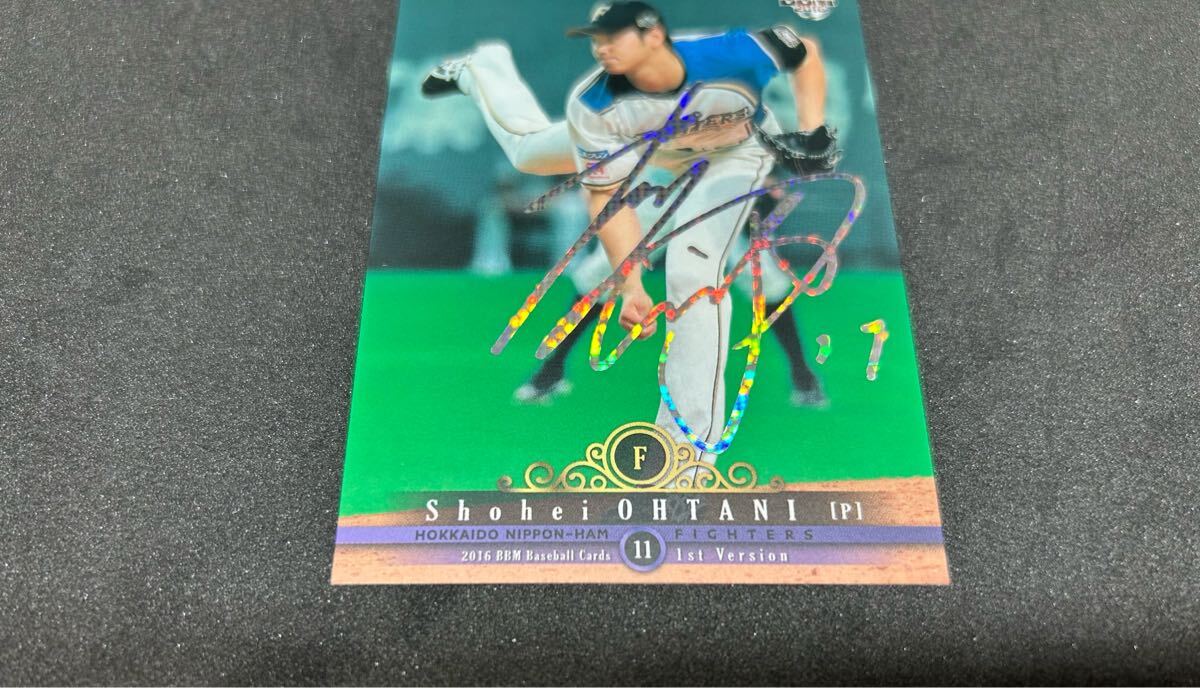 F
Shohei OHTANI [P]
HOKKAIDO NIPPON-HAM FIGHTERS
11
2016 BBM Baseball Cards 1st Version